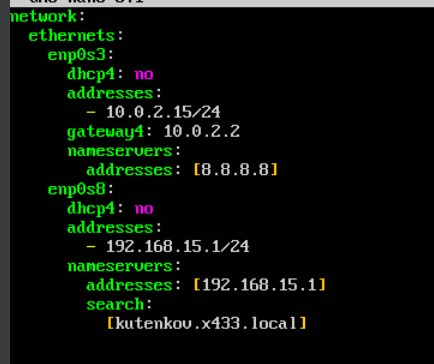 network:
  ethernets:
    enp0s3:
      dhcp4: no
      addresses:
        - 10.0.2.15/24
      gateway4: 10.0.2.2
      nameservers:
        addresses: [8.8.8.8]
    enp0s8:
      dhcp4: no
      addresses:
        - 192.168.15.1/24
      nameservers:
        addresses: [192.168.15.1]
        search:
          [kutenkov.x433.local]